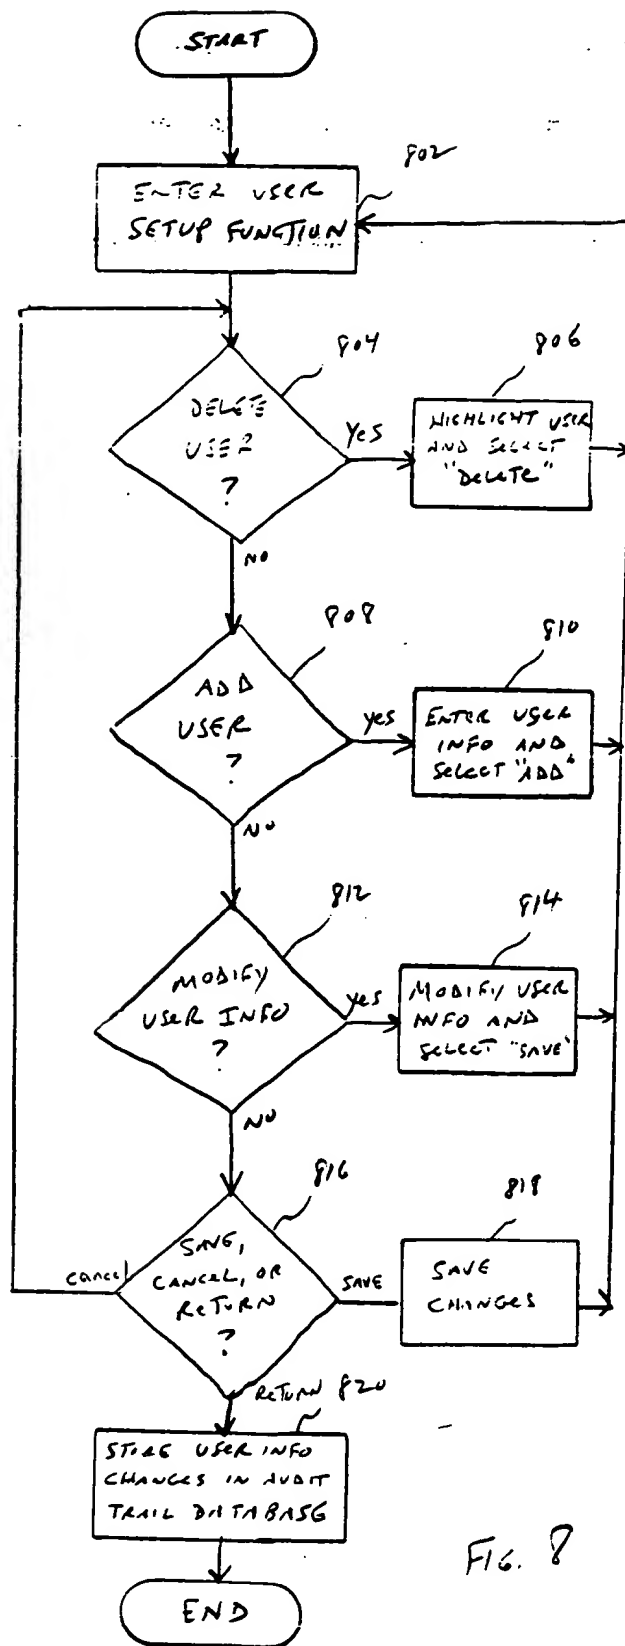 START
802
ENTER USER
SETUP FUNCTION
804
DELETE
USER
?
Yes
806
HIGHLIGHT USER
AND SELECT
"DELETE"
NO
808
ADD
USER
?
yes
810
ENTER USER
INFO AND
SELECT "ADD"
NO
812
MODIFY
USER INFO
?
yes
814
MODIFY USER
INFO AND
SELECT "SAVE"
NO
816
SAVE,
CANCEL, OR
RETURN
?
cancel
SAVE
818
SAVE
CHANGES
RETURN 820
STORE USER INFO
CHANGES IN AUDIT
TRAIL DATABASE
END
FIG. 8